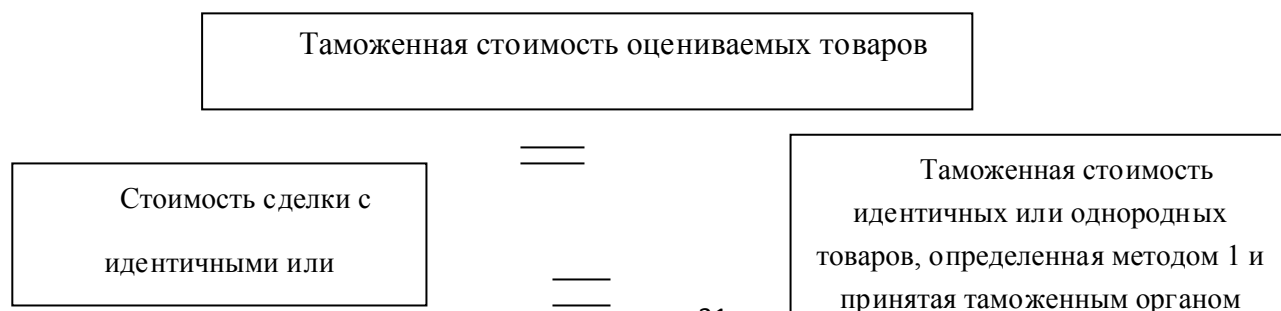 Таможенная стоимость оцениваемых товаров
Стоимость сделки с
идентичными или
Таможенная стоимость
идентичных или однородных
товаров, определенная методом 1 и
принятая таможенным органом